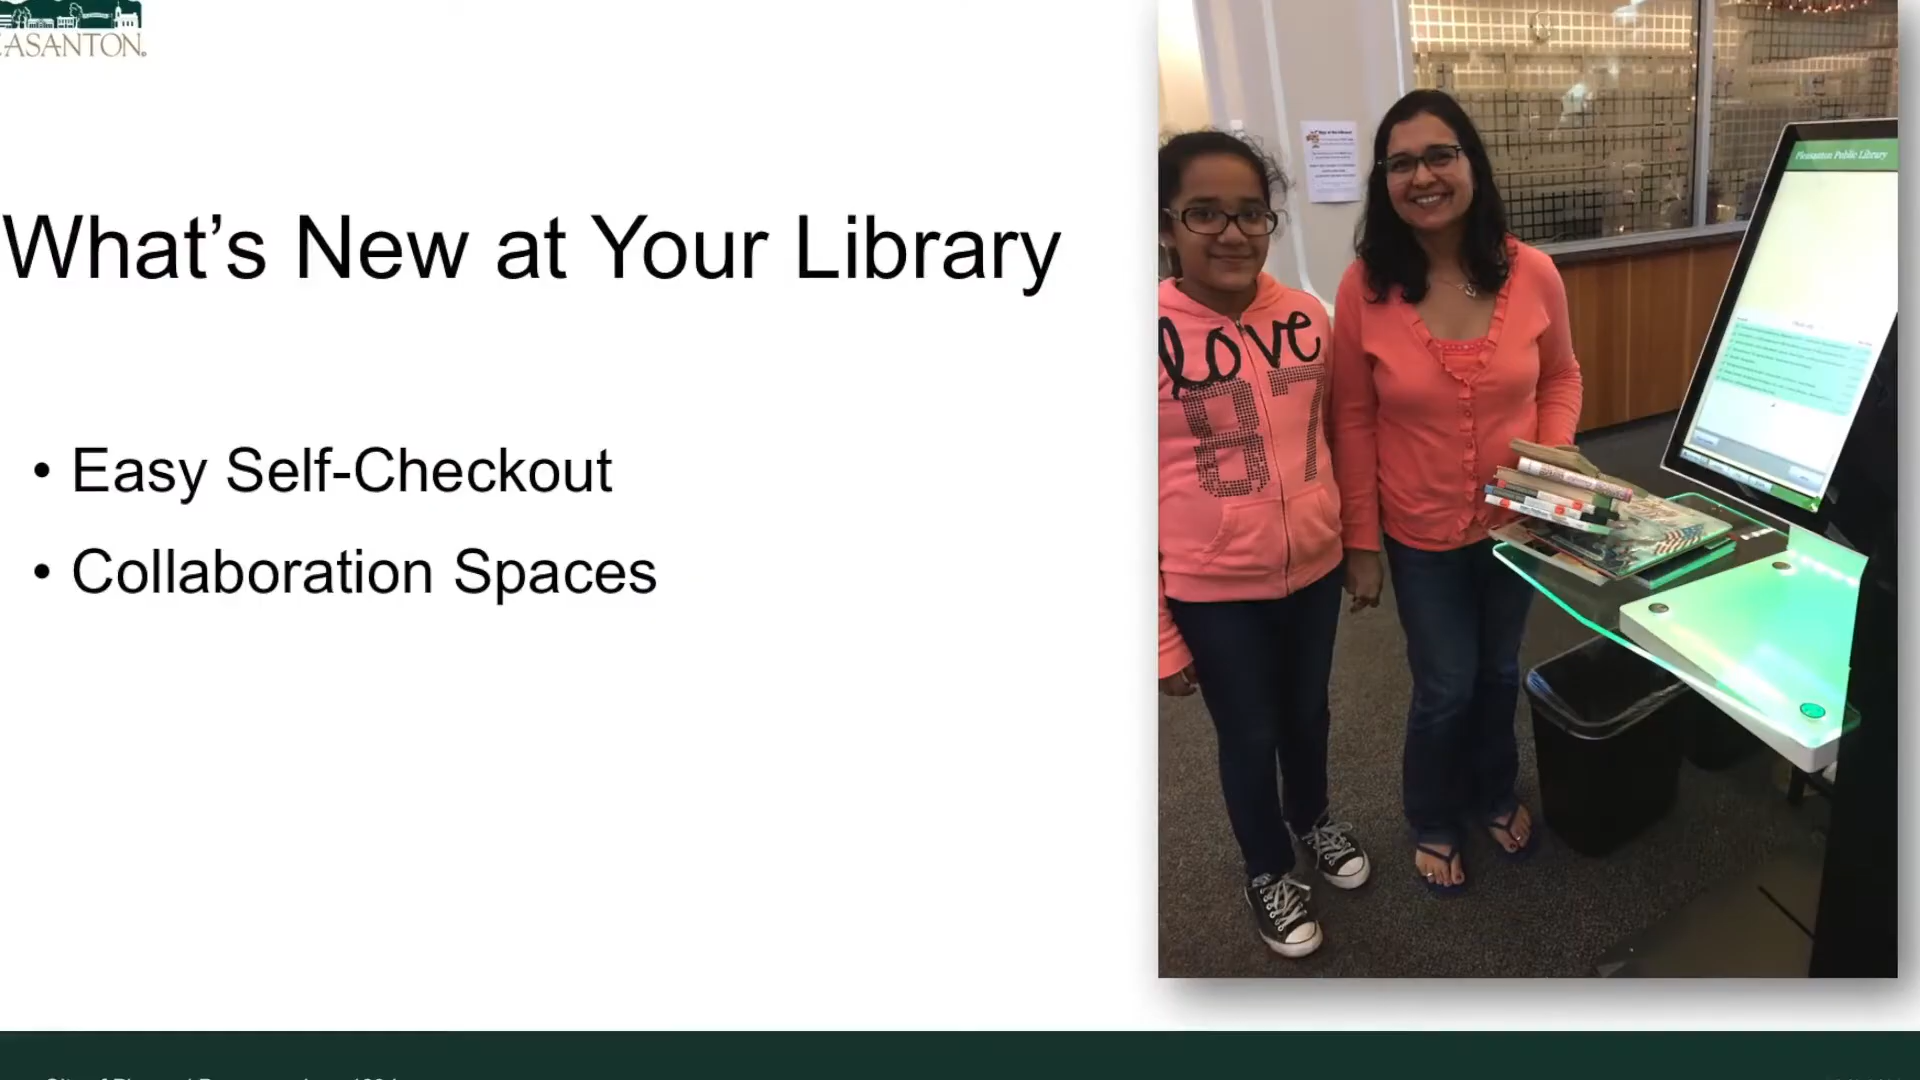 ASANTON
What's New at Your Library
• Easy Self-Checkout
• Collaboration Spaces
love
87
Pleasanton Public Library